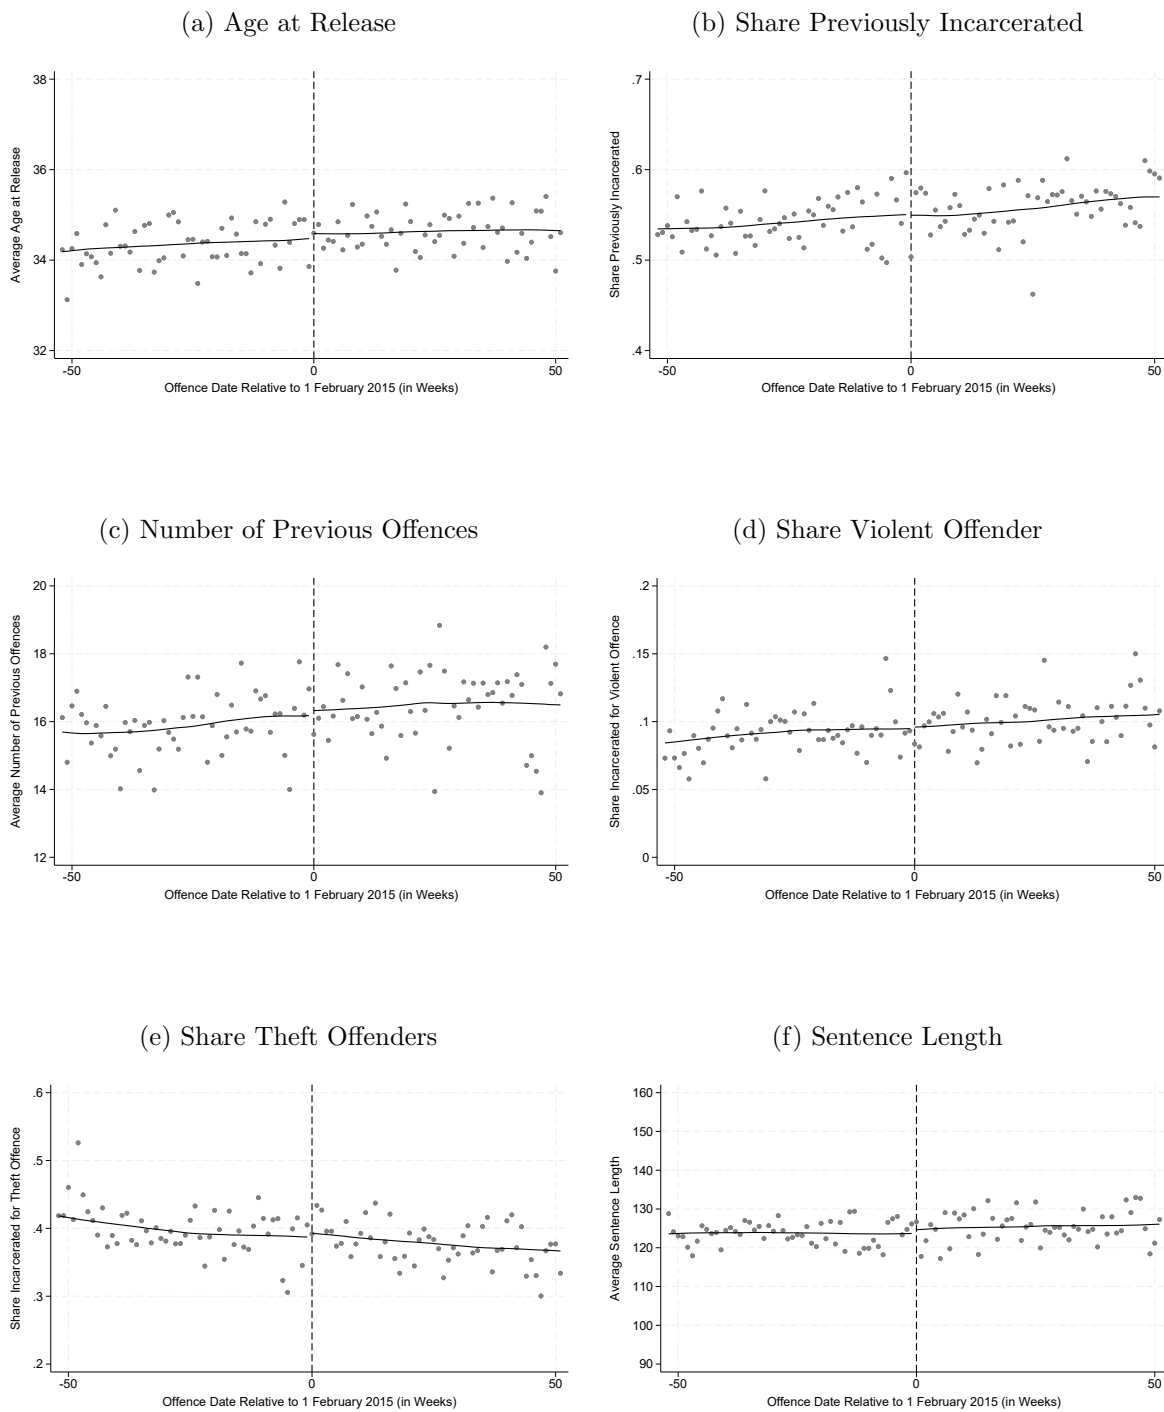 (a) Age at Release
(b) Share Previously Incarcerated
38
36
34
32
Average Age at Release
-50
0
50
Offence Date Relative to 1 February 2015 (in Weeks)
.7
.6
.5
.4
Share Previously Incarcerated
-50
0
50
Offence Date Relative to 1 February 2015 (in Weeks)
(c) Number of Previous Offences
(d) Share Violent Offender
20
18
16
14
12
Average Number of Previous Offences
-50
0
50
Offence Date Relative to 1 February 2015 (in Weeks)
.2
.15
.1
.05
0
Share Incarcerated for Violent Offence
-50
0
50
Offence Date Relative to 1 February 2015 (in Weeks)
(e) Share Theft Offenders
(f) Sentence Length
.6
.5
.4
.3
.2
Share Incarcerated for Theft Offence
-50
0
50
Offence Date Relative to 1 February 2015 (in Weeks)
160
150
140
130
120
110
100
90
Average Sentence Length
-50
0
50
Offence Date Relative to 1 February 2015 (in Weeks)